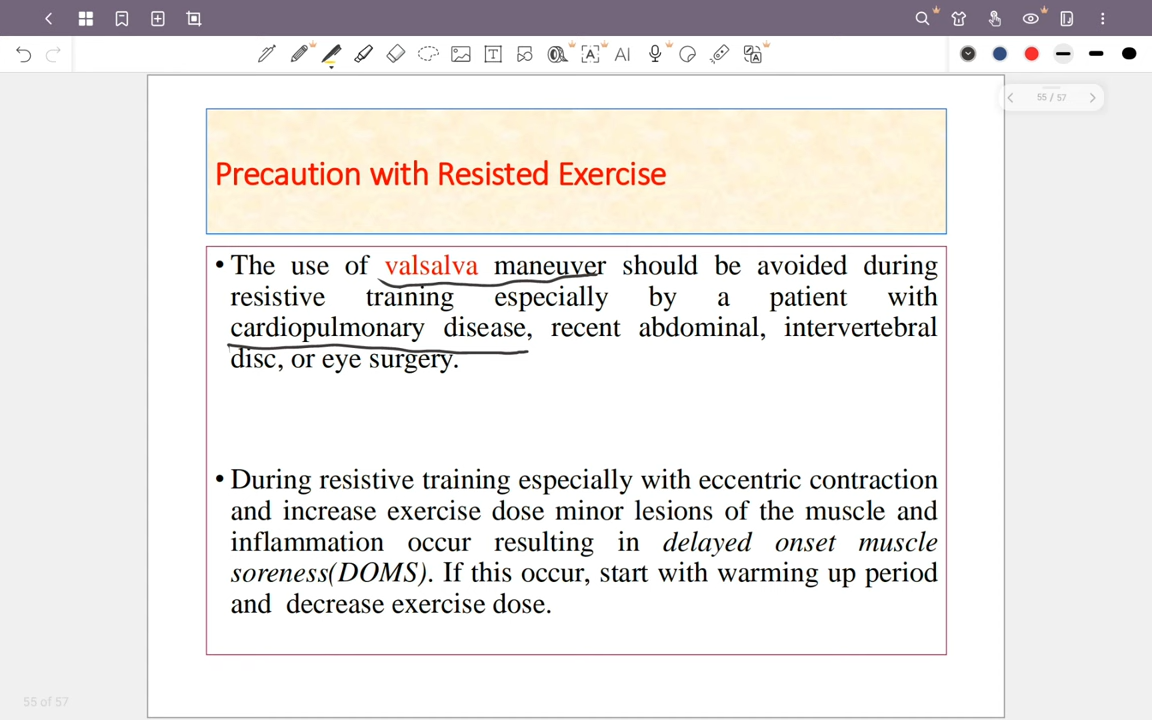 AI
55 / 57
Precaution with Resisted Exercise
• The use of valsalva maneuver should be avoided during
resistive training especially by a patient with
cardiopulmonary disease, recent abdominal, intervertebral
disc, or eye surgery.
• During resistive training especially with eccentric contraction
and increase exercise dose minor lesions of the muscle and
inflammation occur resulting in delayed onset muscle
soreness(DOMS). If this occur, start with warming up period
and decrease exercise dose.
55 of 57